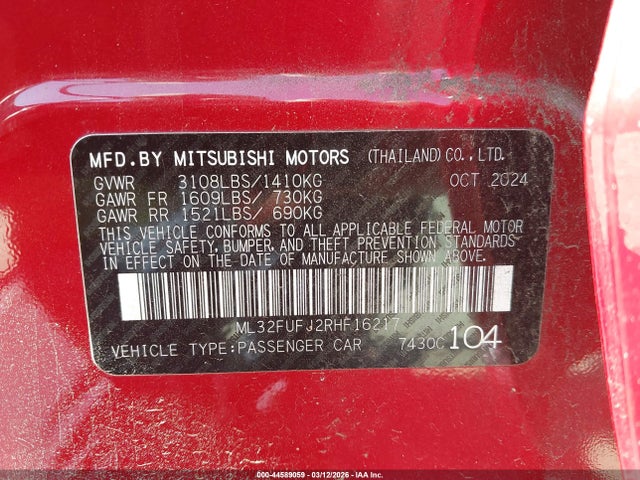 MFD.BY MITSUBISHI MOTORS (THAILAND) CO., LTD.
GVWR 3108LBS/1410KG OCT 2024
GAWR FR 1609LBS/ 730KG
GAWR RR 1521LBS/ 690KG
THIS VEHICLE CONFORMS TO ALL APPLICABLE FEDERAL MOTOR
VEHICLE SAFETY, BUMPER, AND THEFT PREVENTION STANDARDS
IN EFFECT ON THE DATE OF MANUFACTURE SHOWN ABOVE.
ML32FUFJ2RHF16217
VEHICLE TYPE:PASSENGER CAR 7430C 104
000-44589059 - 03/12/2026 - IAA Inc.